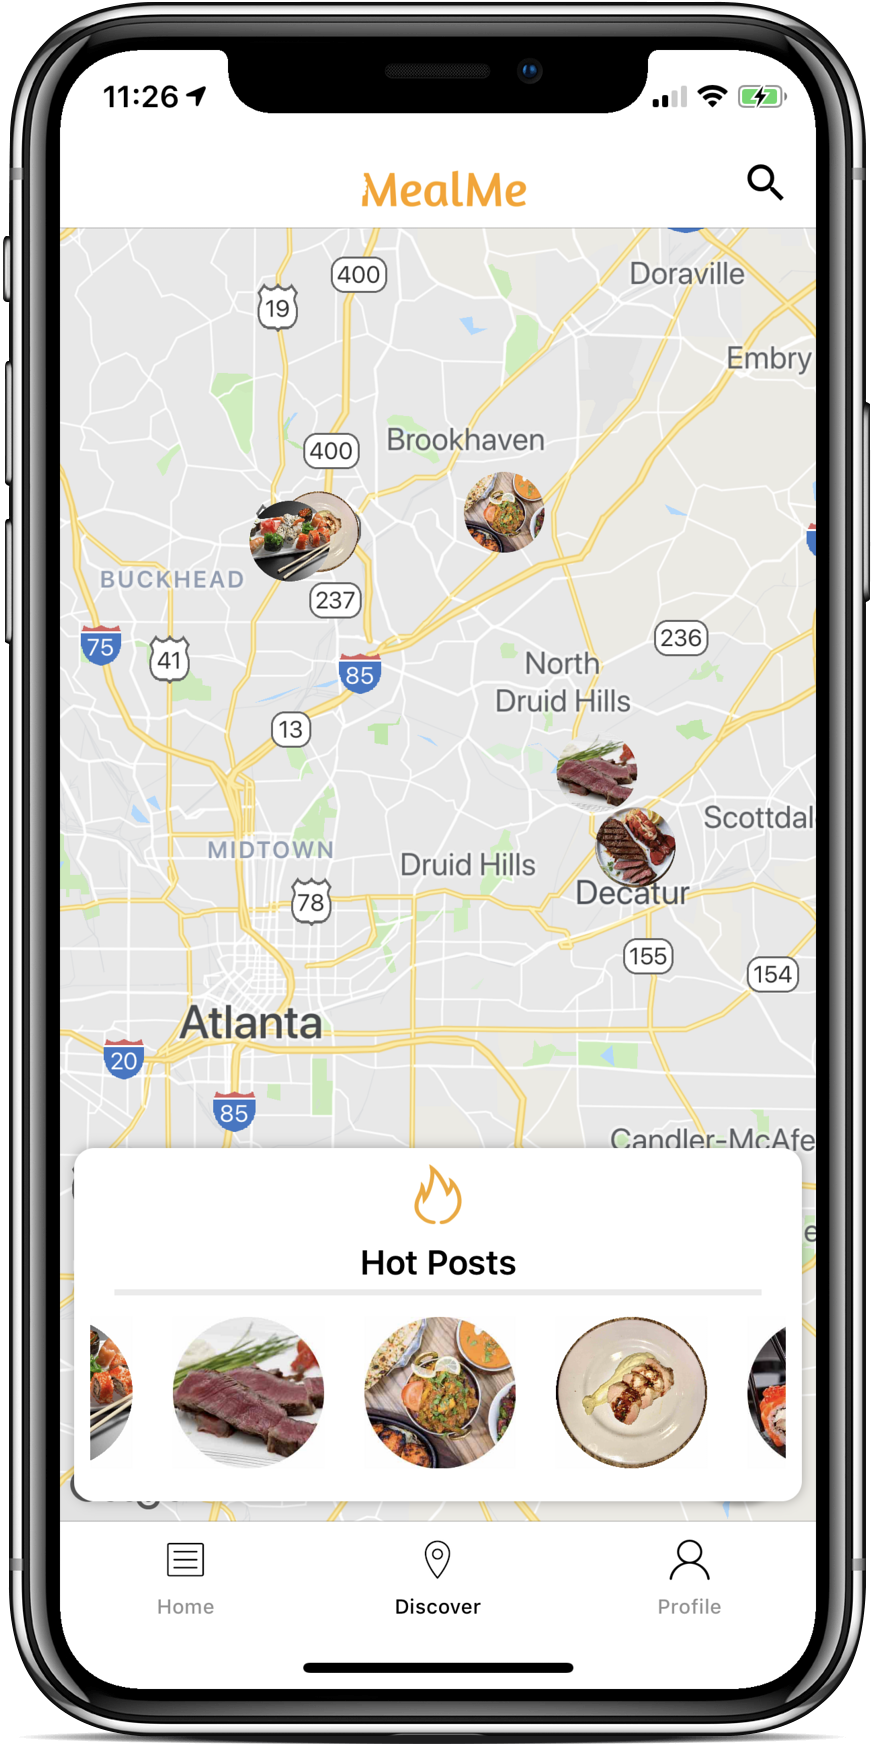 11:26
MealMe
400
Doraville
19
Embry
Brookhaven
400
BUCKHEAD
237
75
41
236
North
Druid Hills
85
13
Scottdal
MIDTOWN
Druid Hills
78
Decatur
155
154
Atlanta
20
85
Candler-McAfe
Hot Posts
Home
Discover
Profile